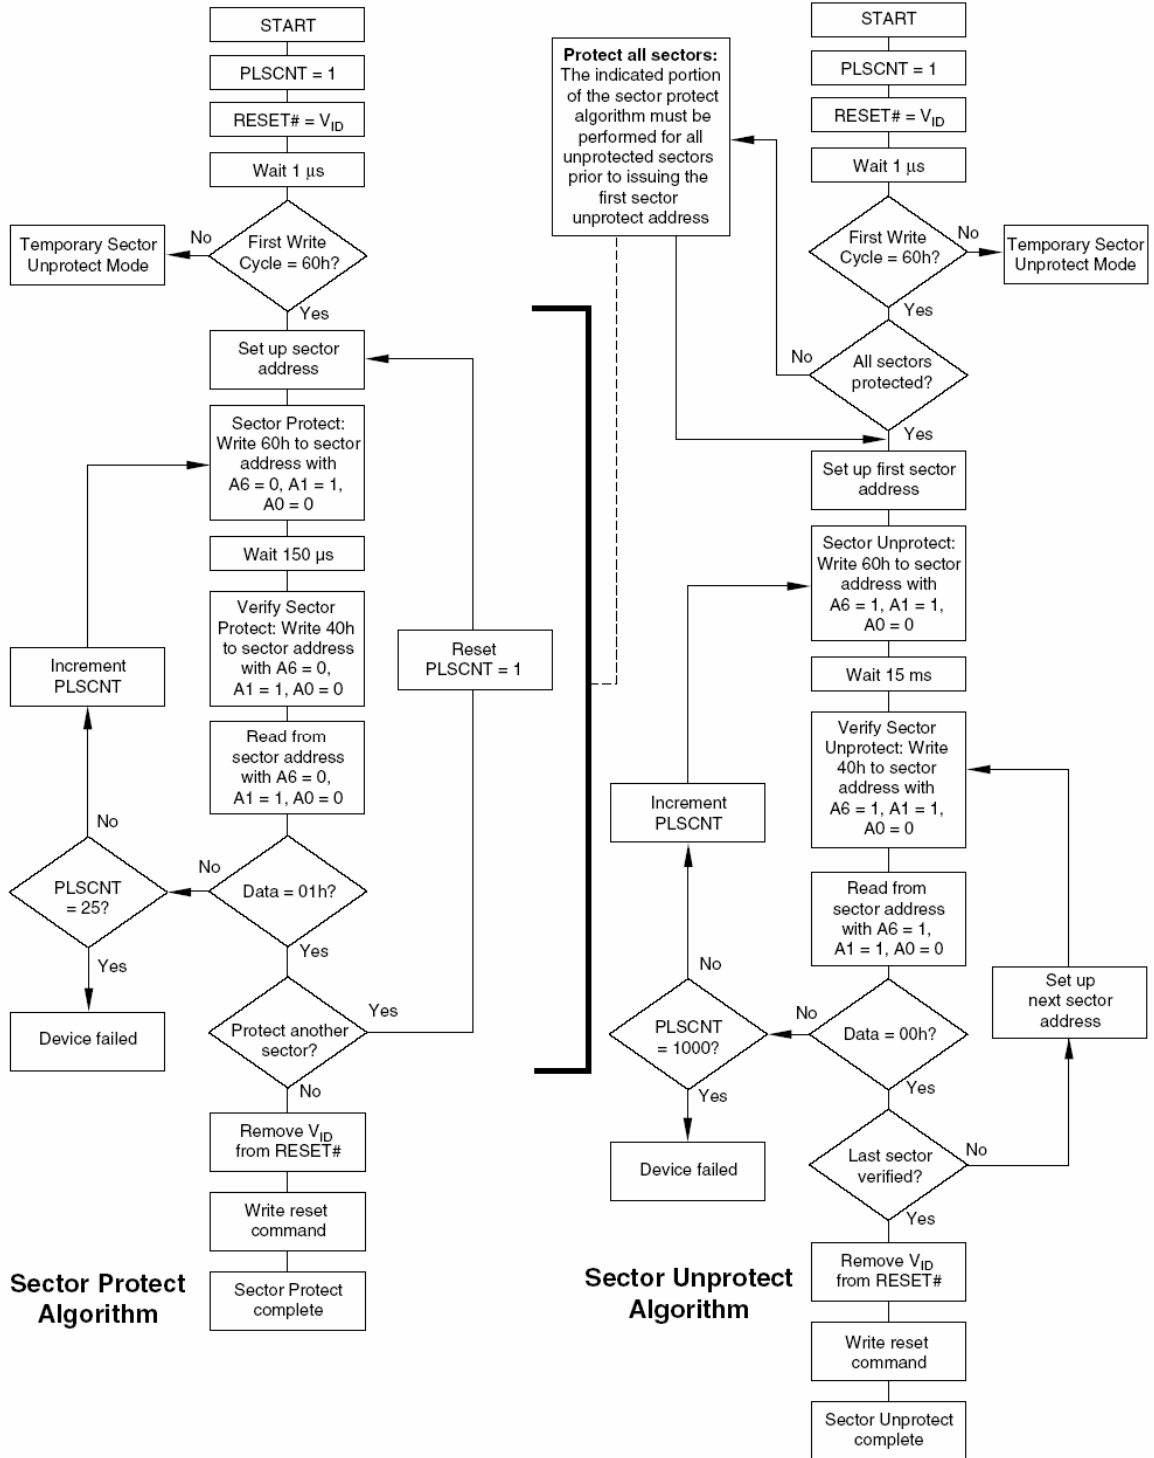 START
PLSCNT = 1
RESET# = VID
Wait 1 μs
First Write
Cycle = 60h?
No
Temporary Sector
Unprotect Mode
Yes
Set up sector
address
Sector Protect:
Write 60h to sector
address with
A6 = 0, A1 = 1,
A0 = 0
Wait 150 μs
Verify Sector
Protect: Write 40h
to sector address
with A6 = 0,
A1 = 1, A0 = 0
Read from
sector address
with A6 = 0,
A1 = 1, A0 = 0
Increment
PLSCNT
No
PLSCNT
= 25?
No
Data = 01h?
Yes
Device failed
Yes
Protect another
sector?
Yes
Reset
PLSCNT = 1
No
Remove VID
from RESET#
Write reset
command
Sector Protect
complete
Sector Protect
Algorithm
Protect all sectors:
The indicated portion
of the sector protect
algorithm must be
performed for all
unprotected sectors
prior to issuing the
first sector
unprotect address
START
PLSCNT = 1
RESET# = VID
Wait 1 μs
First Write
Cycle = 60h?
No
Temporary Sector
Unprotect Mode
Yes
No
All sectors
protected?
Yes
Set up first sector
address
Sector Unprotect:
Write 60h to sector
address with
A6 = 1, A1 = 1,
A0 = 0
Wait 15 ms
Verify Sector
Unprotect: Write
40h to sector
address with
A6 = 1, A1 = 1,
A0 = 0
Increment
PLSCNT
Read from
sector address
with A6 = 1,
A1 = 1, A0 = 0
No
PLSCNT
= 1000?
No
Data = 00h?
Set up
next sector
address
Yes
Device failed
Yes
Last sector
verified?
No
Yes
Remove VID
from RESET#
Write reset
command
Sector Unprotect
complete
Sector Unprotect
Algorithm